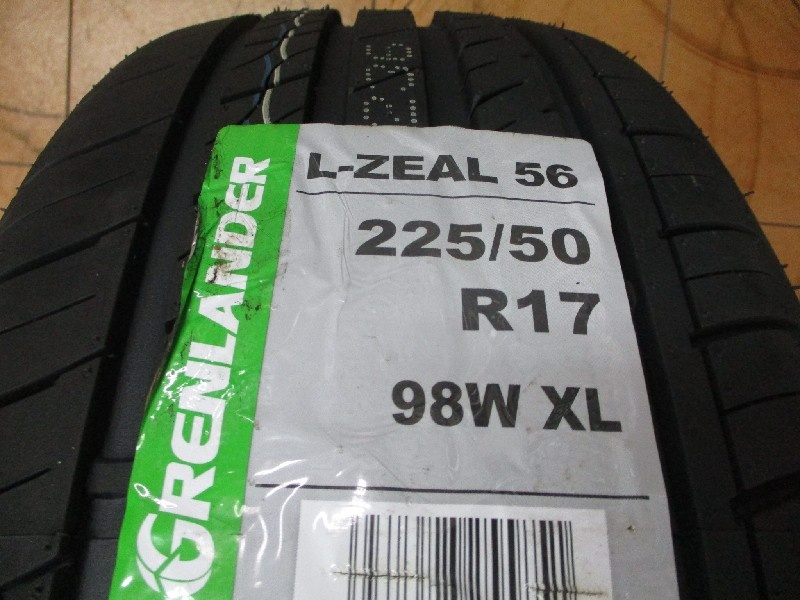 GRENLANDER
L-ZEAL 56
225/50
R17
98W XL